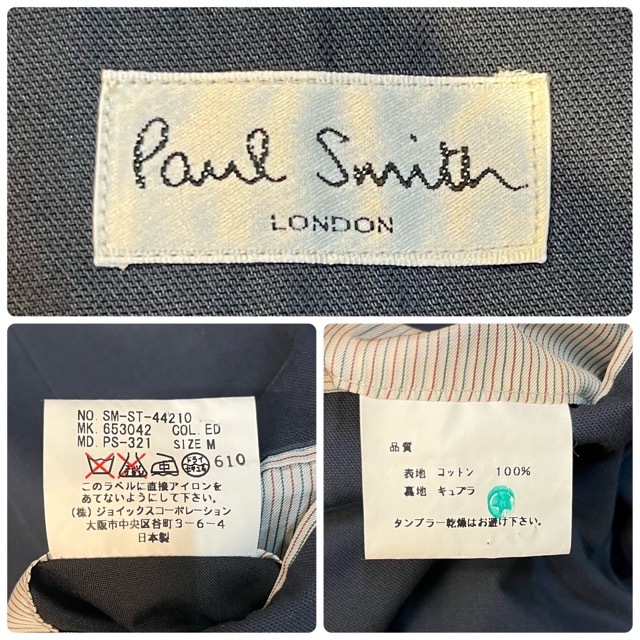 Paul Smith
LONDON
NO. SM-ST-44210
MK. 653042 COL. ED
MD. PS-321 SIZE M
ドライ
610
このラベルに直接アイロンを
あてないようにして下さい。
(株)ジョイックスコーポレーション
大阪市中央区谷町3-6-4
日本製
品質
表地 コットン 100%
裏地 キュプラ
タンブラー乾燥はお避け下さい。